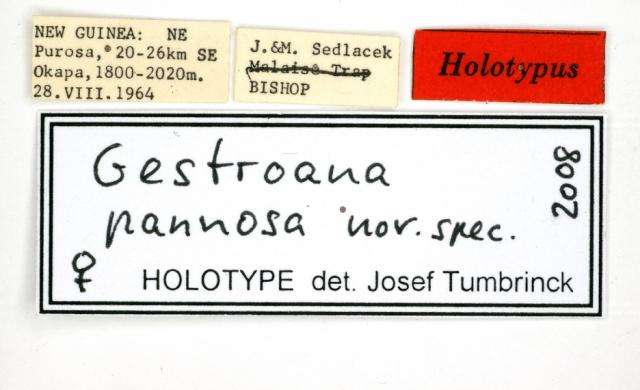 NEW GUINEA: NE
Purosa, 20-26km SE
Okapa, 1800-2020m.
28.VIII.1964
J.&M. Sedlacek
Malaise Trap
BISHOP
Holotypus
Gestroana
pannosa nov. spec.
2008
♀ HOLOTYPE det. Josef Tumbrinck